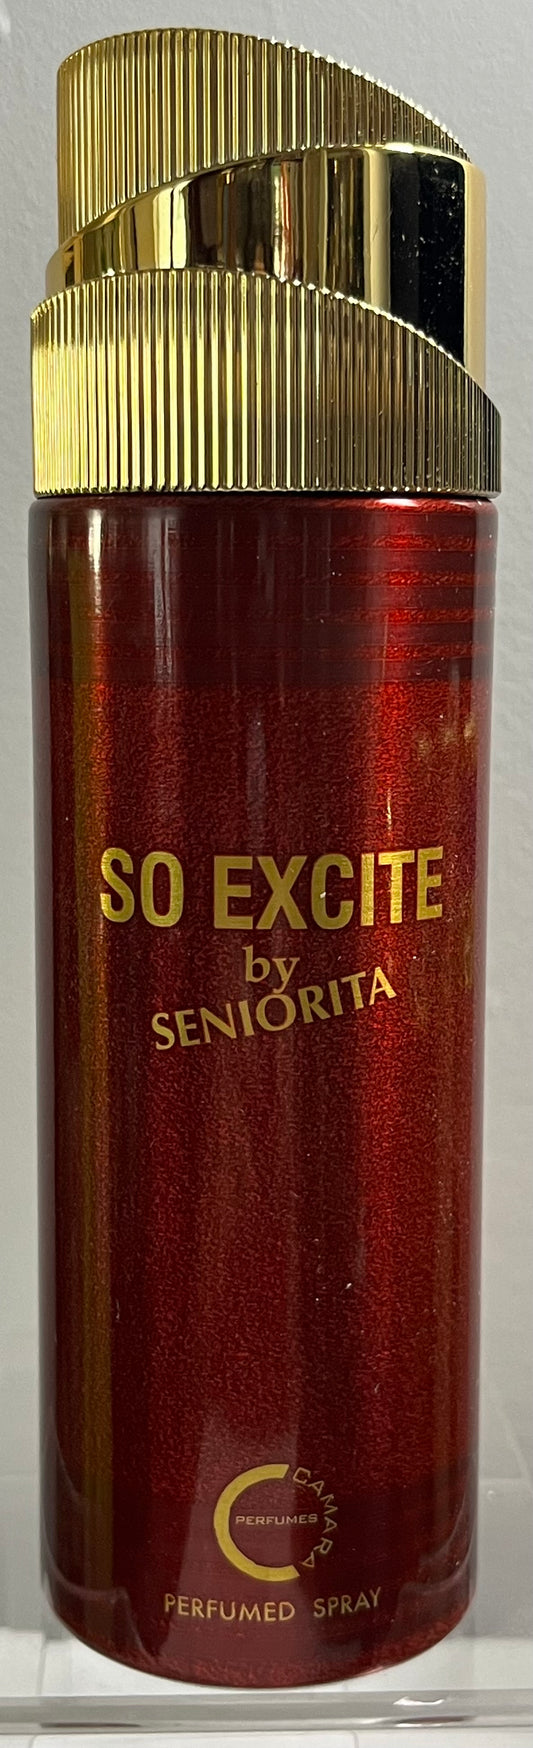 SO EXCITE
by
SENIORITA
CAMARA
PERFUMES
PERFUMED SPRAY